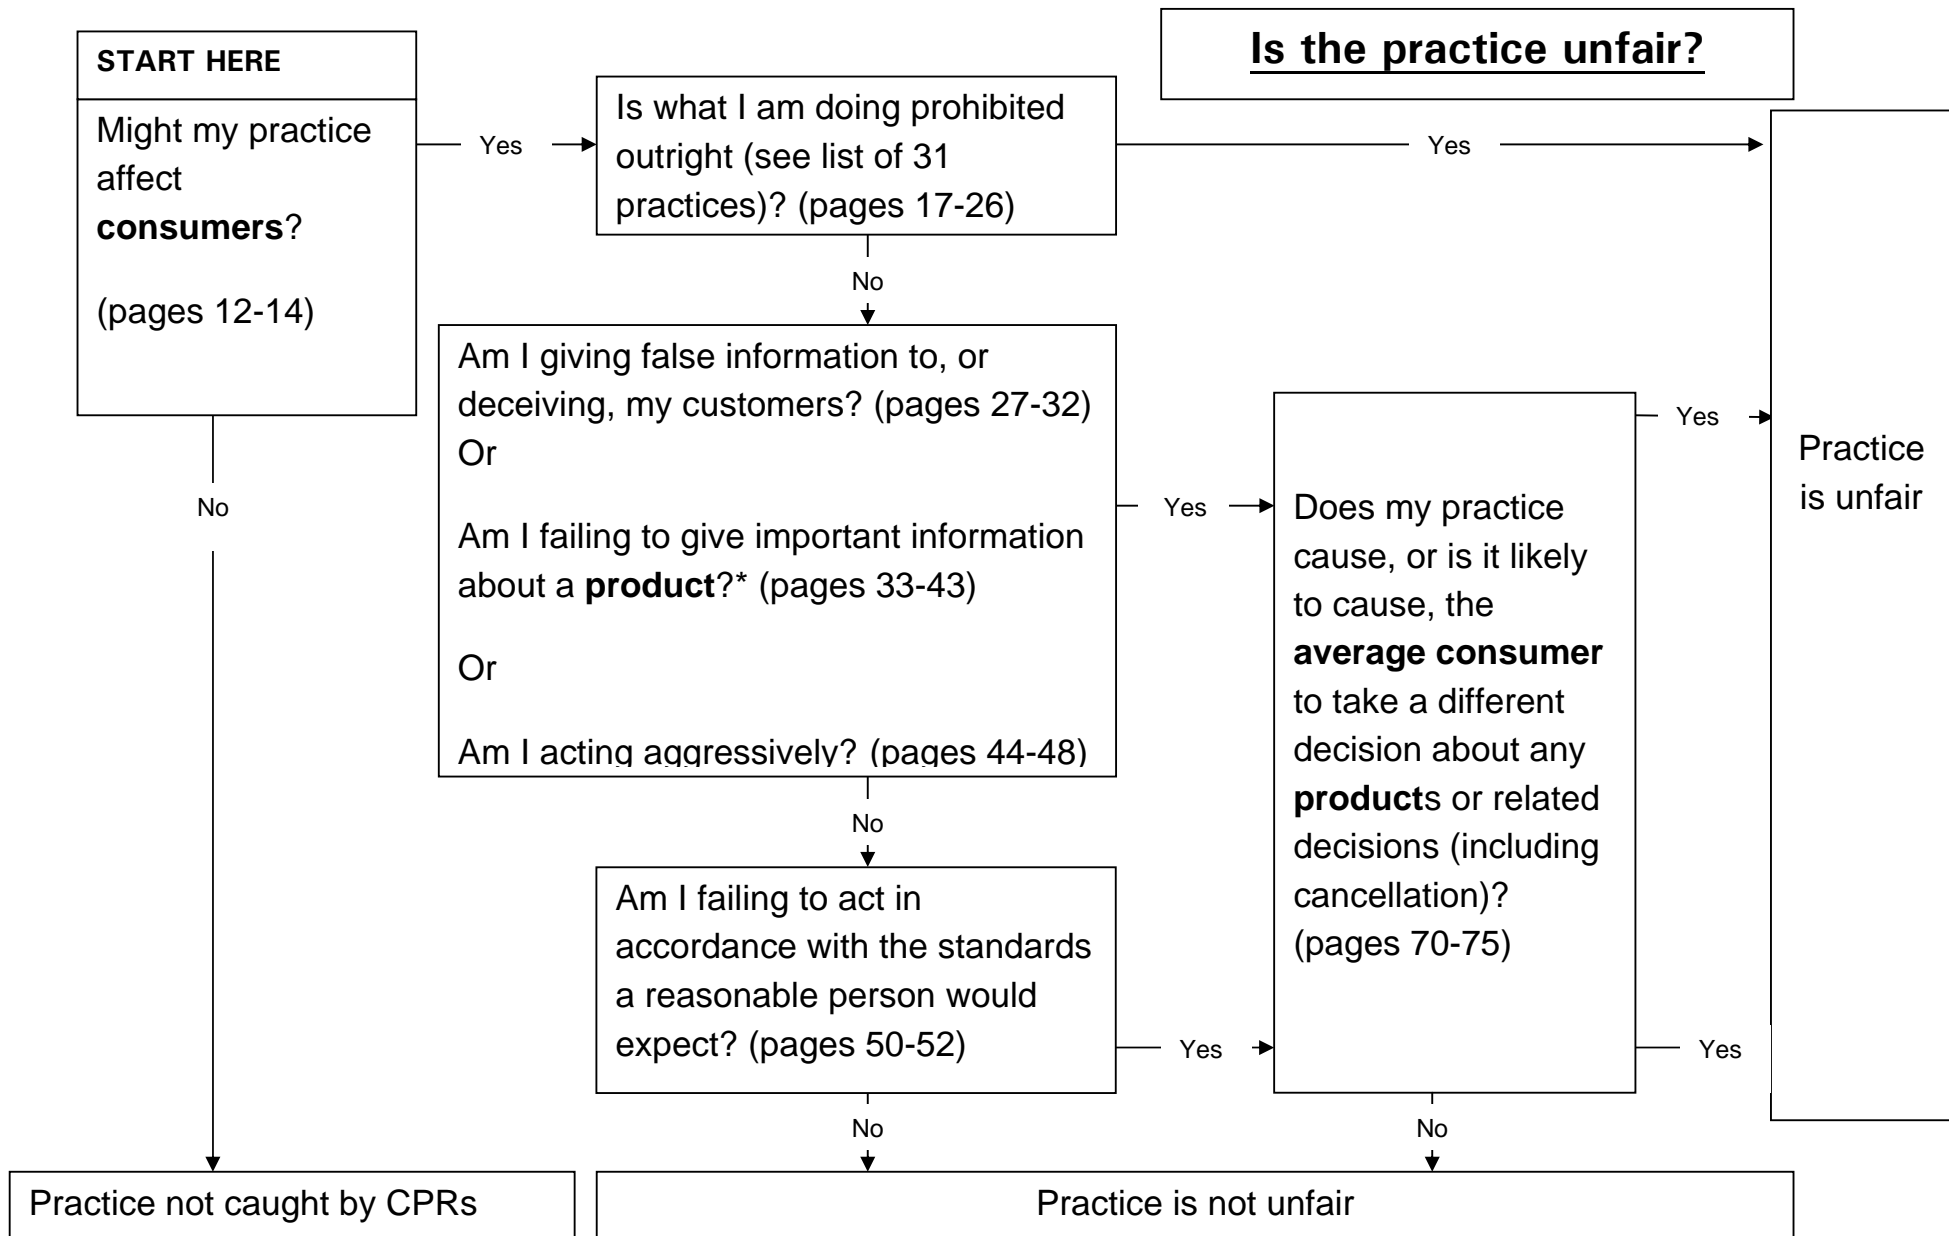 Is the practice unfair?
START HERE
Might my practice
affect
consumers?
(pages 12-14)
Yes
Is what I am doing prohibited
outright (see list of 31
practices)? (pages 17-26)
Yes
No
No
Am I giving false information to, or
deceiving, my customers? (pages 27-32)
Or
Am I failing to give important information
about a product?* (pages 33-43)
Or
Am I acting aggressively? (pages 44-48)
Yes
No
Does my practice
cause, or is it likely
to cause, the
average consumer
to take a different
decision about any
products or related
decisions (including
cancellation)?
(pages 70-75)
Yes
Practice
is unfair
Am I failing to act in
accordance with the standards
a reasonable person would
expect? (pages 50-52)
Yes
Yes
No
No
Practice not caught by CPRs
Practice is not unfair